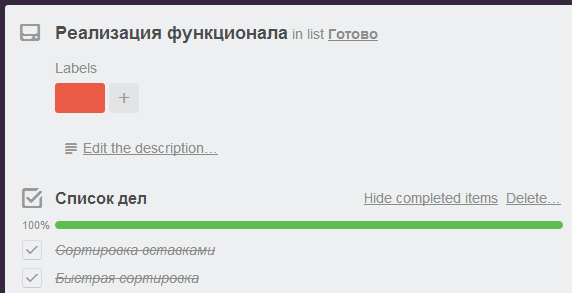 Реализация функционала in list Готово
Labels
+
Edit the description…
Список дел Hide completed items Delete…
100%
Сортировка вставками
Быстрая сортировка